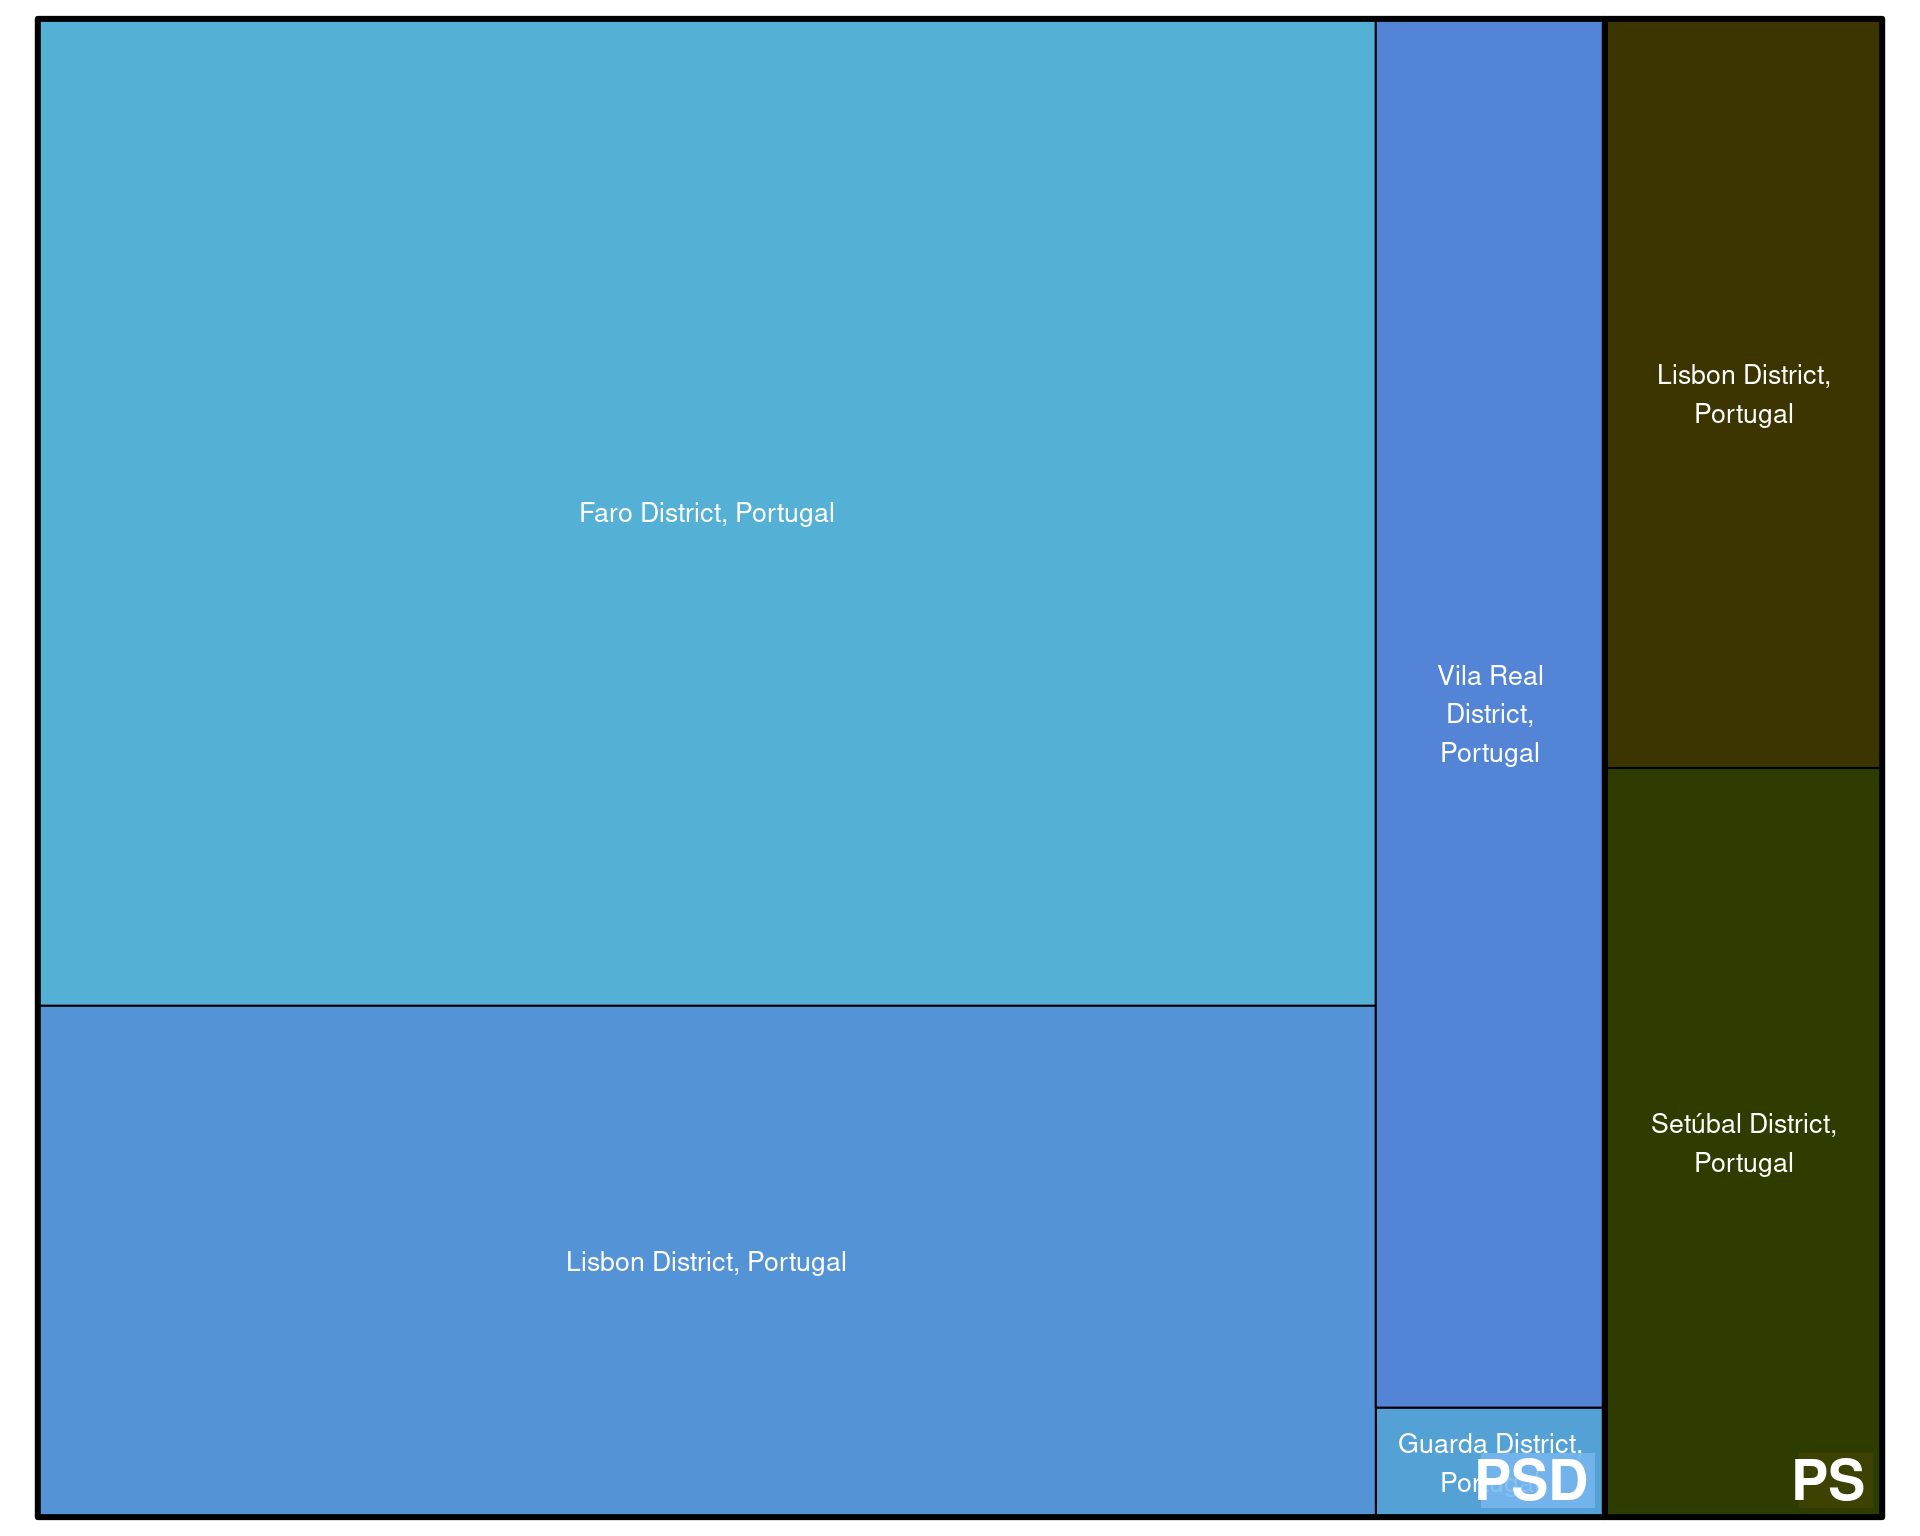 Faro District, Portugal
Lisbon District, Portugal
Vila Real
District,
Portugal
Guarda District,
Portugal
PSD
Lisbon District,
Portugal
Setúbal District,
Portugal
PS